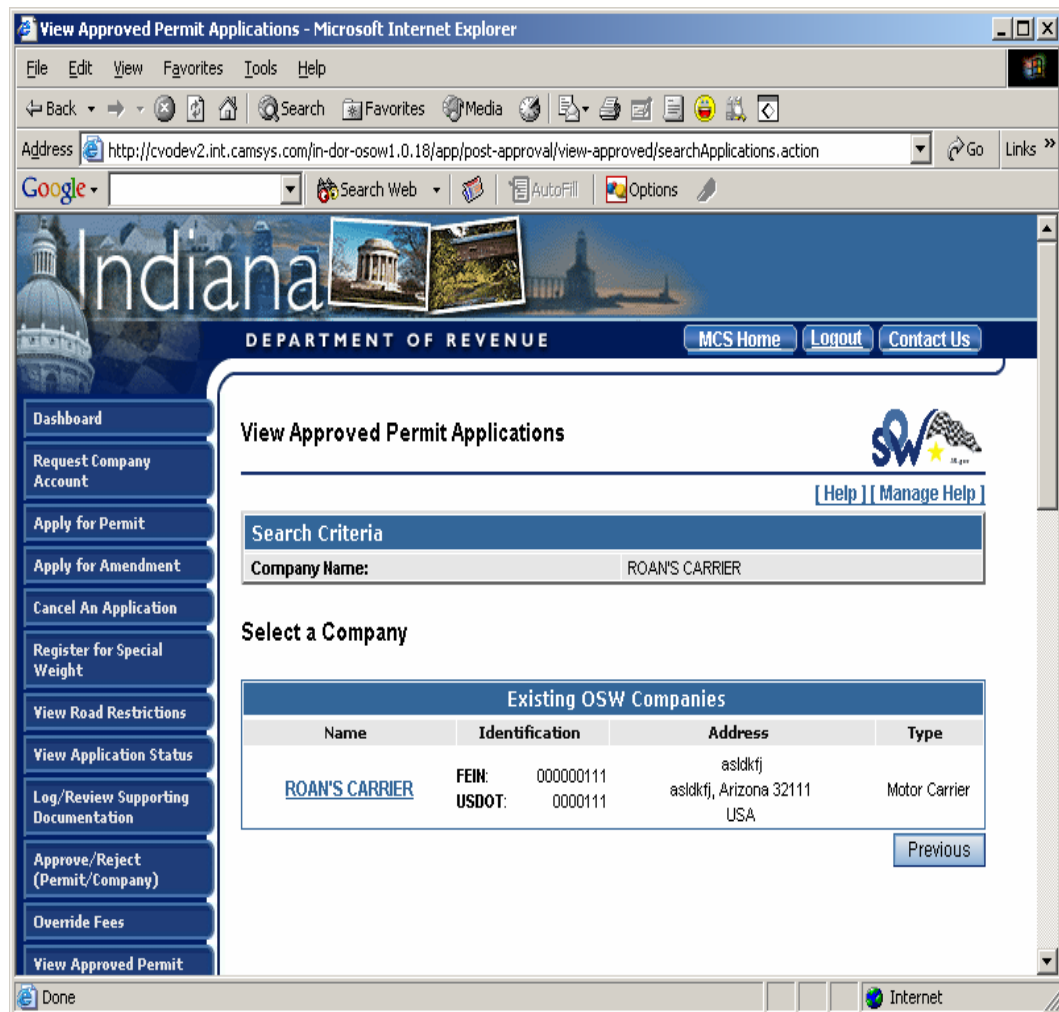 View Approved Permit Applications - Microsoft Internet Explorer
File Edit View Favorites Tools Help
Back Search Favorites Media
Address http://cvodev2.int.camsys.com/in-dor-osow1.0.18/app/post-approval/view-approved/searchApplications.action Go Links »
Google Search Web AutoFill Options
Indiana
DEPARTMENT OF REVENUE
MCS Home Logout Contact Us
Dashboard
Request Company
Account
Apply for Permit
Apply for Amendment
Cancel An Application
Register for Special
Weight
View Road Restrictions
View Application Status
Log/Review Supporting
Documentation
Approve/Reject
(Permit/Company)
Override Fees
View Approved Permit
View Approved Permit Applications
SW
[ Help ] [ Manage Help ]
Search Criteria
Company Name: ROAN'S CARRIER
Select a Company
Existing OSW Companies
Name Identification Address Type
ROAN'S CARRIER
FEIN: 000000111
USDOT: 0000111
asldkfj
asldkfj, Arizona 32111
USA
Motor Carrier
Previous
Done Internet